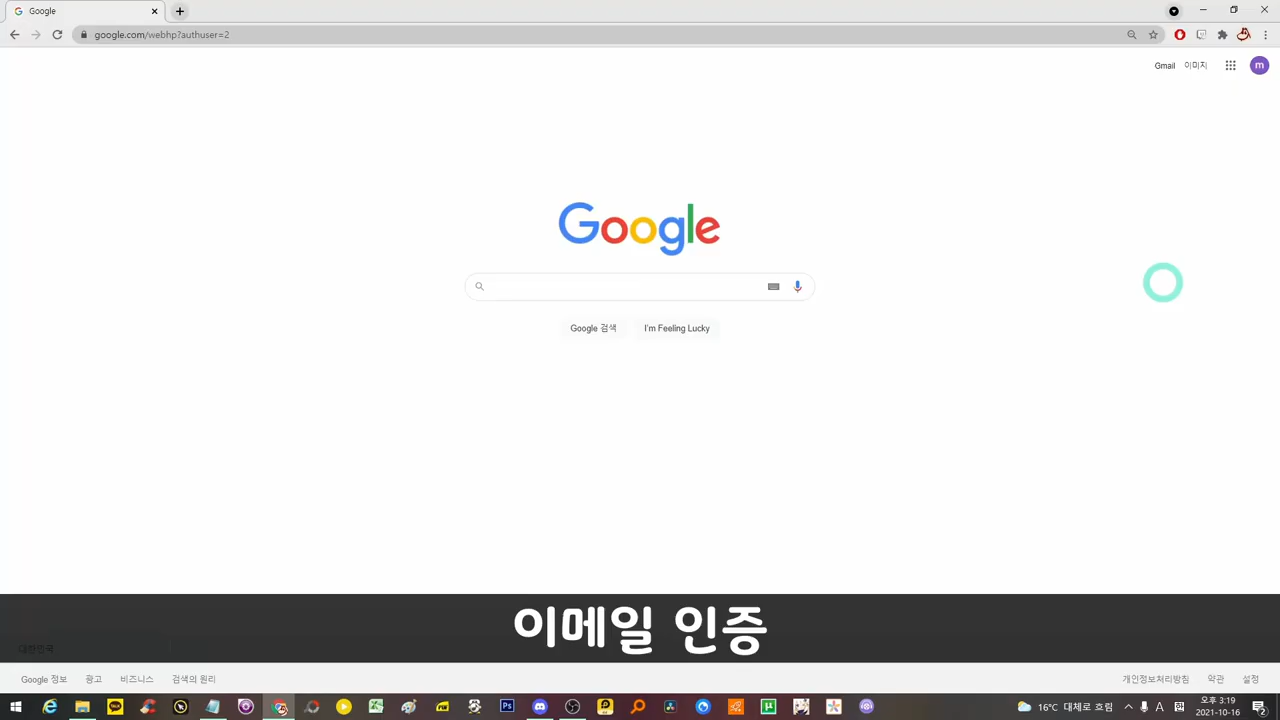 Google
google.com/webhp?authuser=2
Gmail 이미지
m
Google
Google 검색 I'm Feeling Lucky
이메일 인증
대한민국
Google 정보 광고 비즈니스 검색의 원리
개인정보처리방침 약관 설정
16°C 대체로 흐림 A 오후 3:19
2021-10-16
2